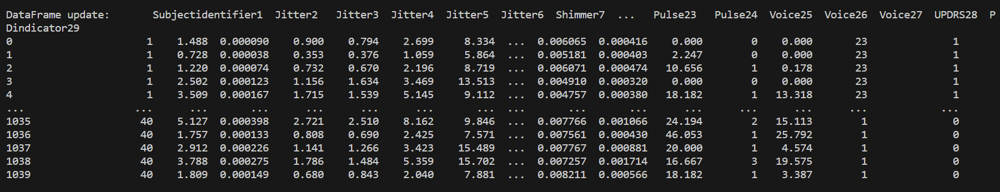 DataFrame update:       Subjectidentifier1  Jitter2   Jitter3  Jitter4  Jitter5  Jitter6  Shimmer7  ...   Pulse23   Pulse24  Voice25  Voice26  Voice27  UPDRS28  P
Dindicator29
0                      1    1.488  0.000090    0.900    0.794    2.699     8.334  ...  0.006065  0.000416    0.000        0    0.000       23             1
1                      1    0.728  0.000038    0.353    0.376    1.059     5.864  ...  0.005181  0.000403    2.247        0    0.000       23             1
2                      1    1.220  0.000074    0.732    0.670    2.196     8.719  ...  0.006071  0.000474   10.656        1    0.178       23             1
3                      1    2.502  0.000123    1.156    1.634    3.469    13.513  ...  0.004910  0.000320    0.000        0    0.000       23             1
4                      1    3.509  0.000167    1.715    1.539    5.145     9.112  ...  0.004757  0.000380   18.182        1   13.318       23             1
...                  ...      ...       ...      ...      ...      ...       ...  ...       ...       ...      ...      ...      ...      ...           ...
1035                  40    5.127  0.000398    2.721    2.510    8.162     9.846  ...  0.007766  0.001066   24.194        2   15.113        1             0
1036                  40    1.757  0.000133    0.808    0.690    2.425     7.571  ...  0.007561  0.000430   46.053        1   25.792        1             0
1037                  40    2.912  0.000226    1.141    1.266    3.423    15.489  ...  0.007767  0.000881   20.000        1    4.574        1             0
1038                  40    3.788  0.000275    1.786    1.484    5.359    15.702  ...  0.007257  0.001714   16.667        3   19.575        1             0
1039                  40    1.809  0.000149    0.680    0.843    2.040     7.881  ...  0.008211  0.000566   18.182        1    3.387        1             0